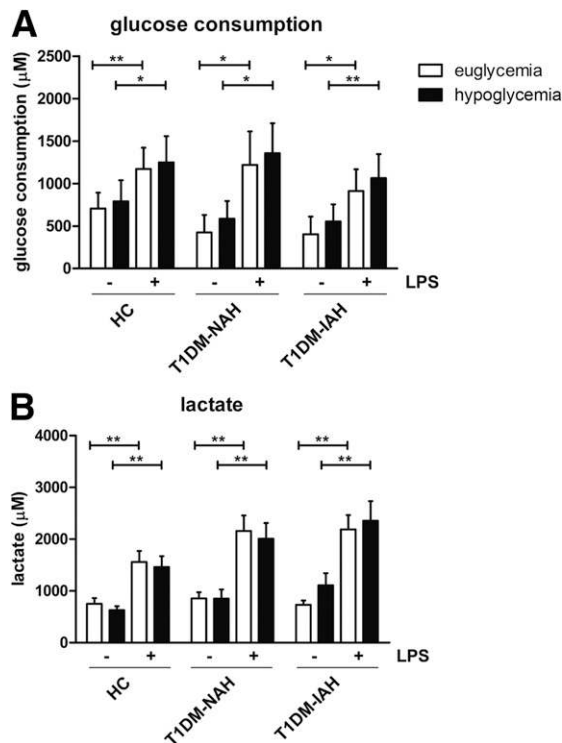 A
glucose consumption
glucose consumption (µM)
2500
2000
1500
1000
500
0
** * * * * **
euglycemia
hypoglycemia
- + - + - + LPS
HC T1DM-NAH T1DM-IAH
B
lactate
lactate (µM)
4000
3000
2000
1000
0
** ** ** ** ** **
- + - + - + LPS
HC T1DM-NAH T1DM-IAH